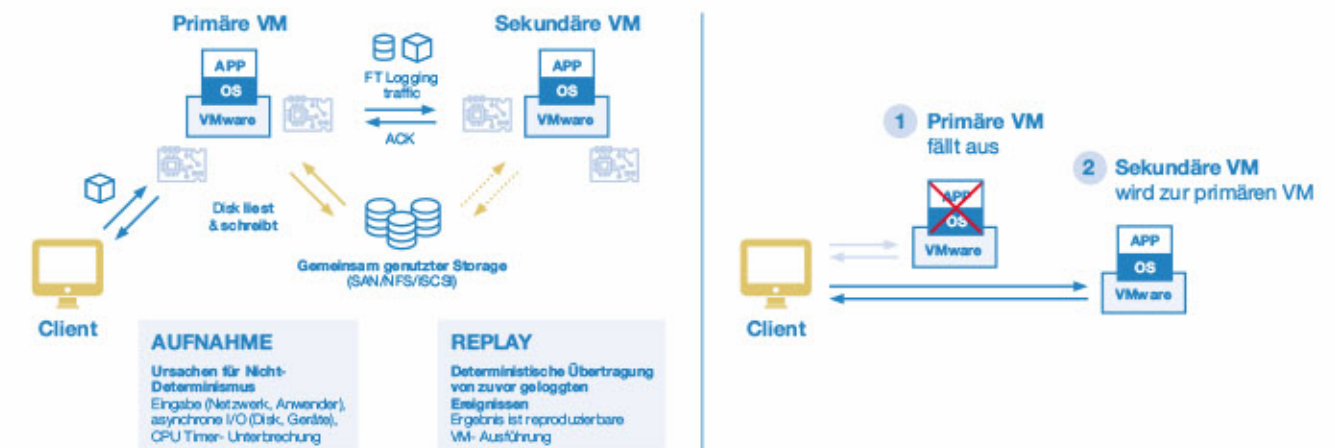 Primäre VM
APP
OS
VMware
FT Logging
traffic
ACK
Sekundäre VM
APP
OS
VMware
Disk liest
& schreibt
Gemeinsam genutzter Storage
(SAN/NFS/iSCSI)
Client
AUFNAHME
Ursachen für Nicht-
Determinismus
Eingabe (Netzwerk, Anwender),
asynchrone I/O (Disk, Geräte),
CPU Timer- Unterbrechung
REPLAY
Deterministische Übertragung
von zuvor geloggten
Ereignissen
Ergebnis ist reproduzierbare
VM- Ausführung
1 Primäre VM
fällt aus
APP
OS
VMware
2 Sekundäre VM
wird zur primären VM
APP
OS
VMware
Client